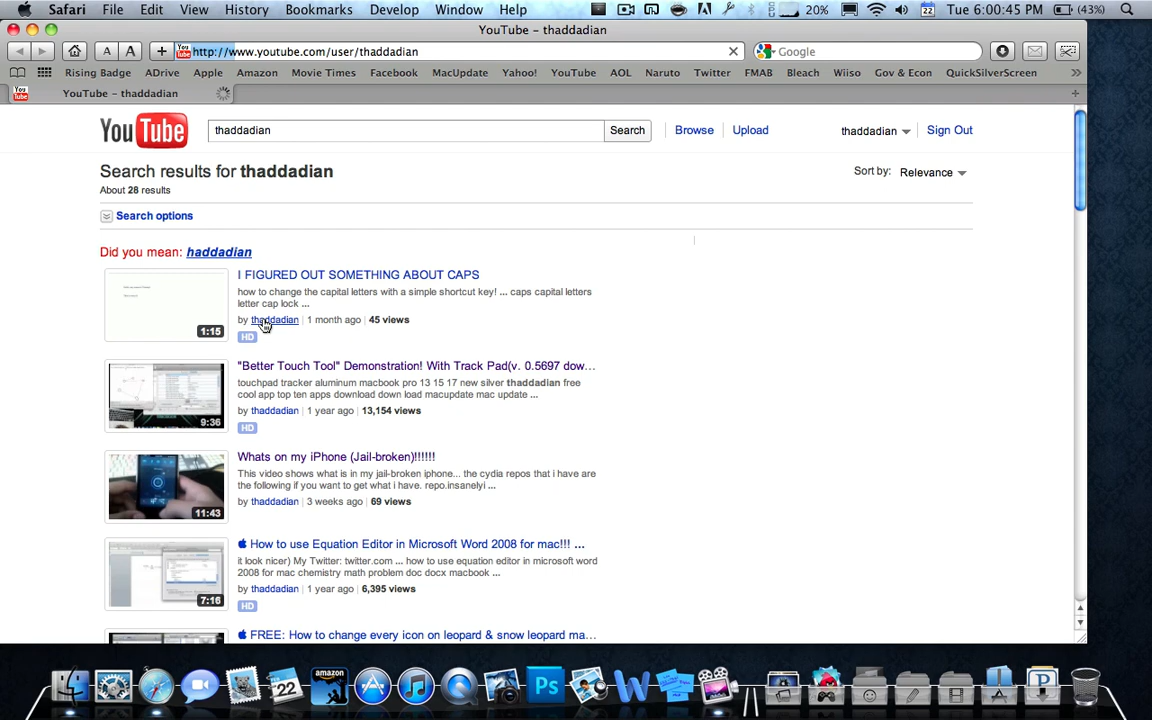 Safari File Edit View History Bookmarks Develop Window Help 20% 22 Tue 6:00:45 PM (43%)
YouTube – thaddadian
A A + http://www.youtube.com/user/thaddadian Google
Rising Badge ADrive Apple Amazon Movie Times Facebook MacUpdate Yahoo! YouTube AOL Naruto Twitter FMAB Bleach Wiiso Gov & Econ QuickSilverScreen
YouTube – thaddadian
YouTube thaddadian Search Browse Upload thaddadian Sign Out
Search results for thaddadian
Sort by: Relevance
About 28 results
Search options
Did you mean: haddadian
I FIGURED OUT SOMETHING ABOUT CAPS
how to change the capital letters with a simple shortcut key! ... caps capital letters
letter cap lock ...
by thaddadian 1 month ago 45 views
1:15
HD
"Better Touch Tool" Demonstration! With Track Pad(v. 0.5697 dow...
touchpad tracker aluminum macbook pro 13 15 17 new silver thaddadian free
cool app top ten apps download down load macupdate mac update ...
by thaddadian 1 year ago 13,154 views
9:36
HD
Whats on my iPhone (Jail-broken)!!!!!!
This video shows what is in my jail-broken iphone... the cydia repos that i have are
the following if you want to get what i have. repo.insanelyi ...
by thaddadian 3 weeks ago 69 views
11:43
How to use Equation Editor in Microsoft Word 2008 for mac!!! ...
it look nicer) My Twitter: twitter.com ... how to use equation editor in microsoft word
2008 for mac chemistry math problem doc docx macbook ...
by thaddadian 1 year ago 6,395 views
7:16
HD
FREE: How to change every icon on leopard & snow leopard ma...
22 amazon Ps W P